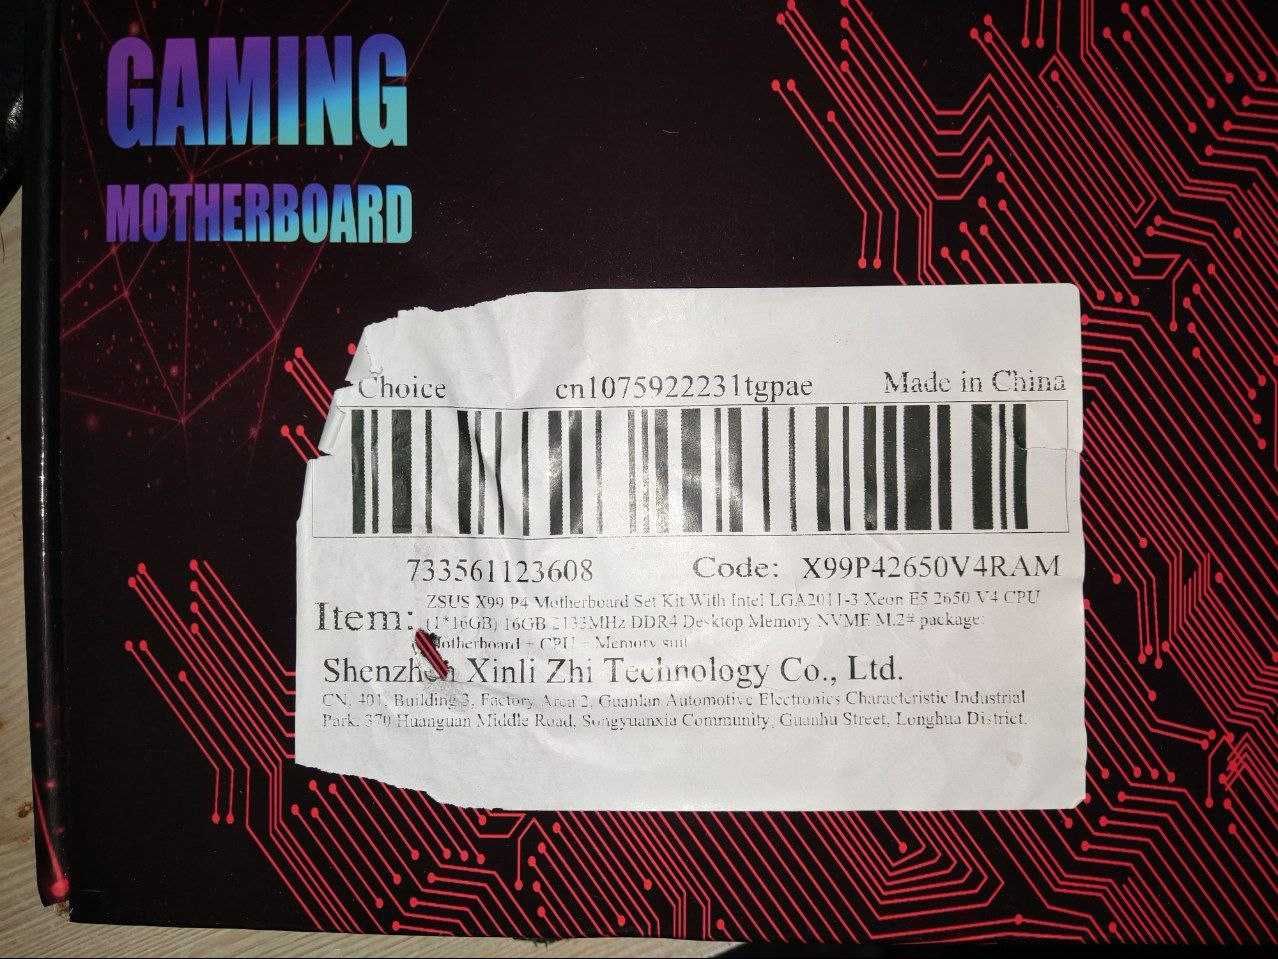 GAMING
MOTHERBOARD
Choice cn1075922231tgpae Made in China
733561123608 Code: X99P42650V4RAM
Item: ZSUS X99 P4 Motherboard Set Kit With Intel LGA2011-3 Xeon E5 2650 V4 CPU
(1*16GB) 16GB 2133MHz DDR4 Desktop Memory NVME M.2# package:
Motherboard + CPU + Memory suit
Shenzhen Xinli Zhi Technology Co., Ltd.
CN, 401, Building 3, Factory Area 2, Guanlan Automotive Electronics Characteristic Industrial
Park, 370 Huanguan Middle Road, Songyuanxia Community, Guanhu Street, Longhua District.